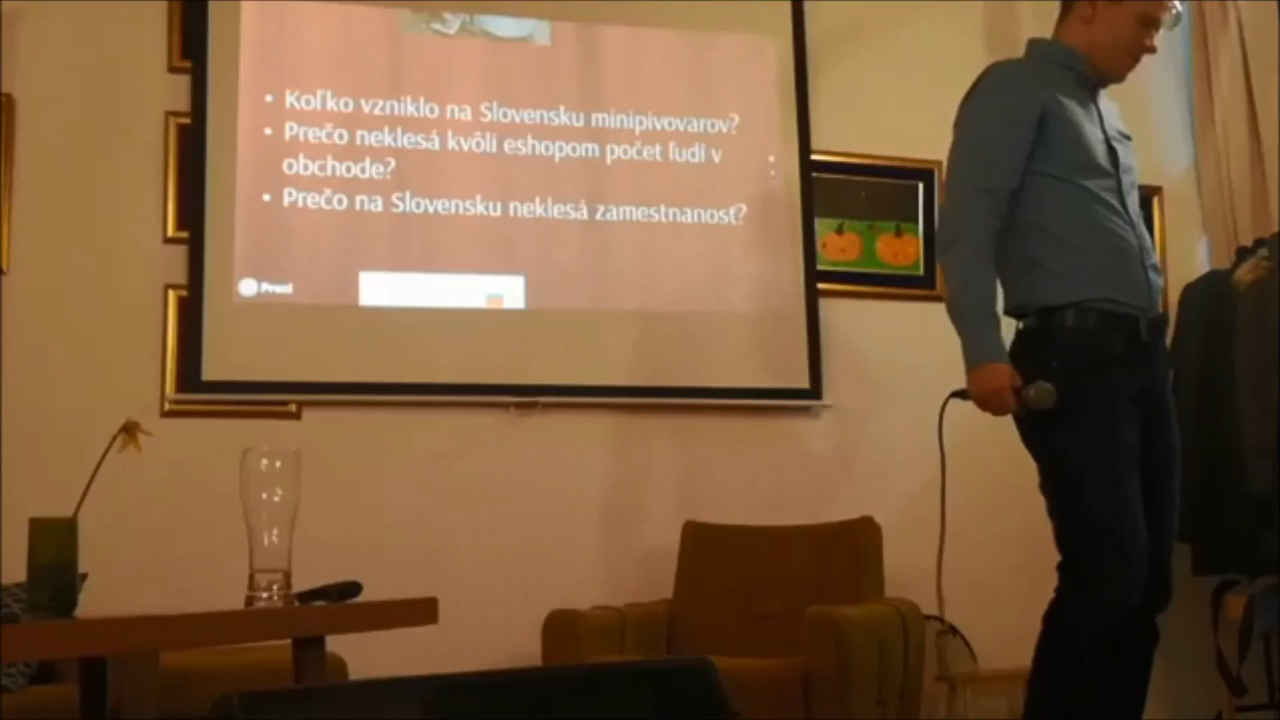 • Koľko vzniklo na Slovensku minipivovarov?
• Prečo neklesá kvôli eshopom počet ľudí v
obchode?
• Prečo na Slovensku neklesá zamestnanosť?
Prezi